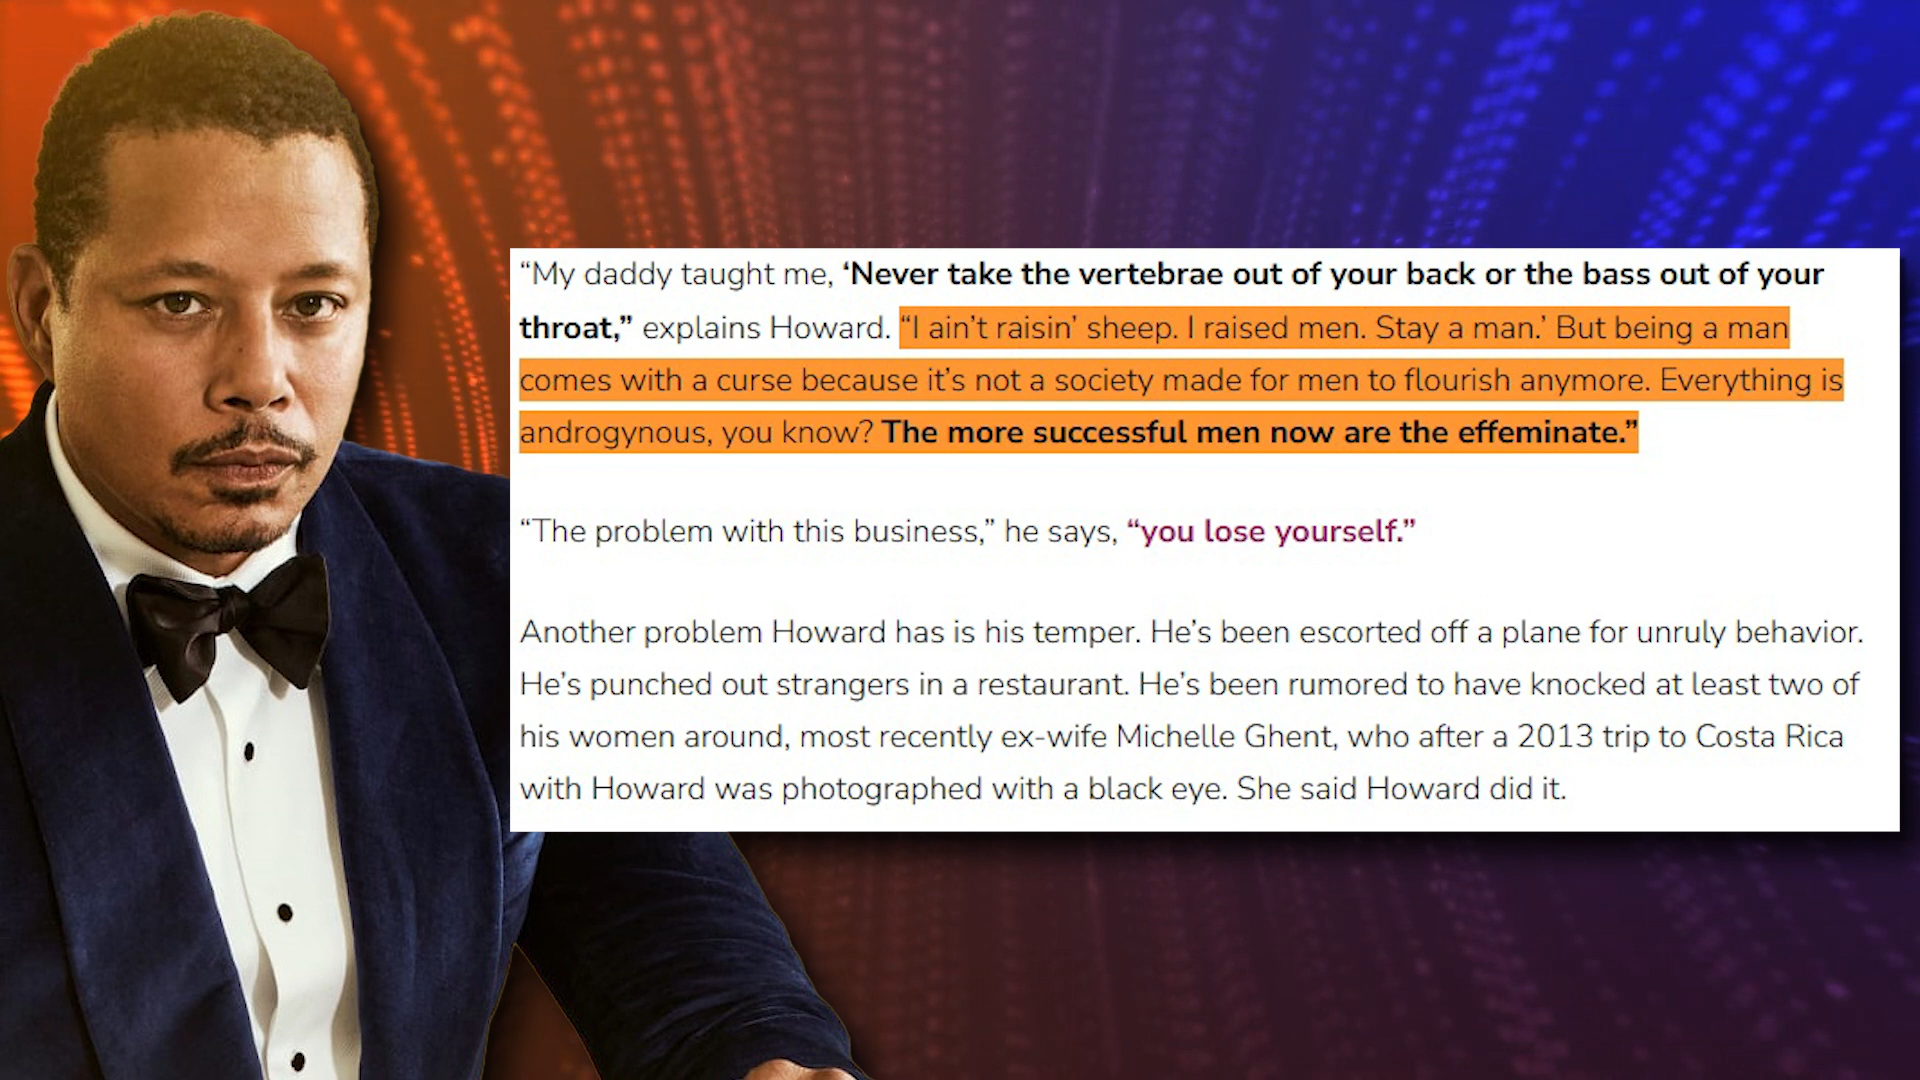 “My daddy taught me, ‘Never take the vertebrae out of your back or the bass out of your
throat,” explains Howard. “I ain’t raisin’ sheep. I raised men. Stay a man.’ But being a man
comes with a curse because it’s not a society made for men to flourish anymore. Everything is
androgynous, you know? The more successful men now are the effeminate.”
“The problem with this business,” he says, “you lose yourself.”
Another problem Howard has is his temper. He’s been escorted off a plane for unruly behavior.
He’s punched out strangers in a restaurant. He’s been rumored to have knocked at least two of
his women around, most recently ex-wife Michelle Ghent, who after a 2013 trip to Costa Rica
with Howard was photographed with a black eye. She said Howard did it.